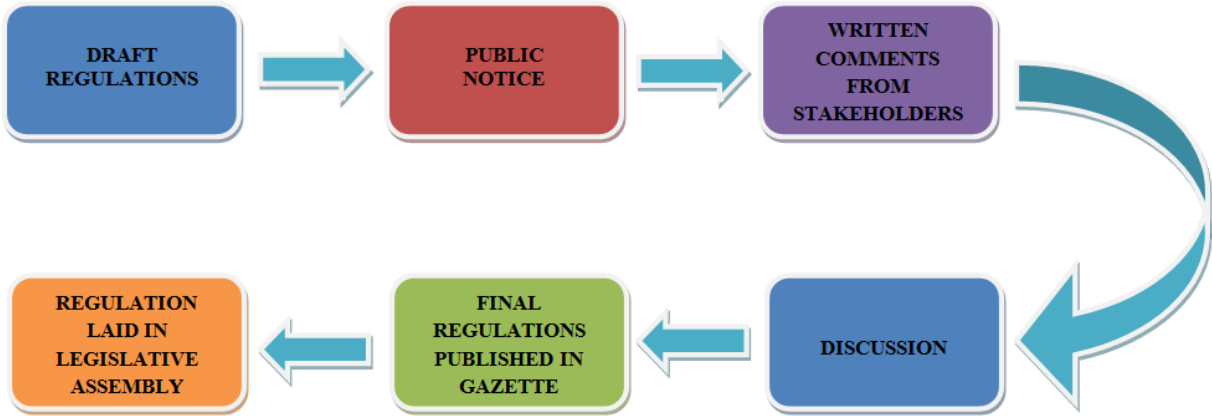 DRAFT
REGULATIONS
PUBLIC
NOTICE
WRITTEN
COMMENTS
FROM
STAKEHOLDERS
DISCUSSION
FINAL
REGULATIONS
PUBLISHED IN
GAZETTE
REGULATION
LAID IN
LEGISLATIVE
ASSEMBLY